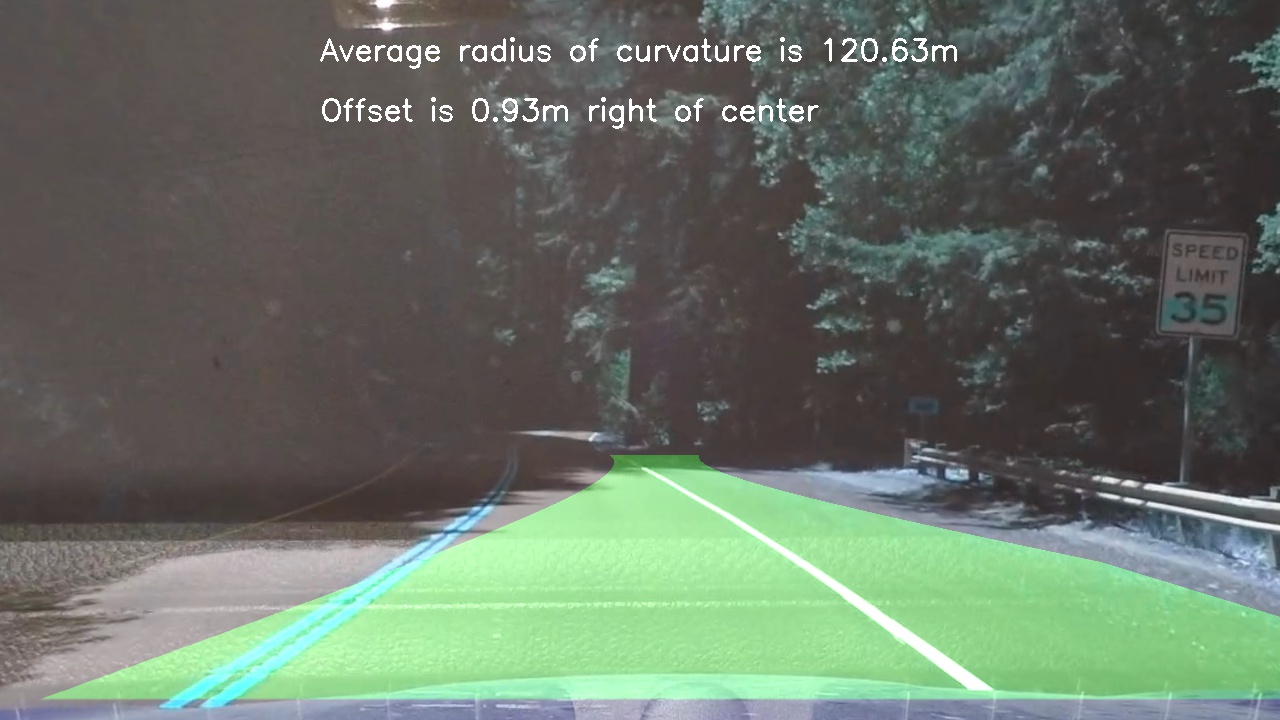 Average radius of curvature is 120.63m
Offset is 0.93m right of center
SPEED
LIMIT
35